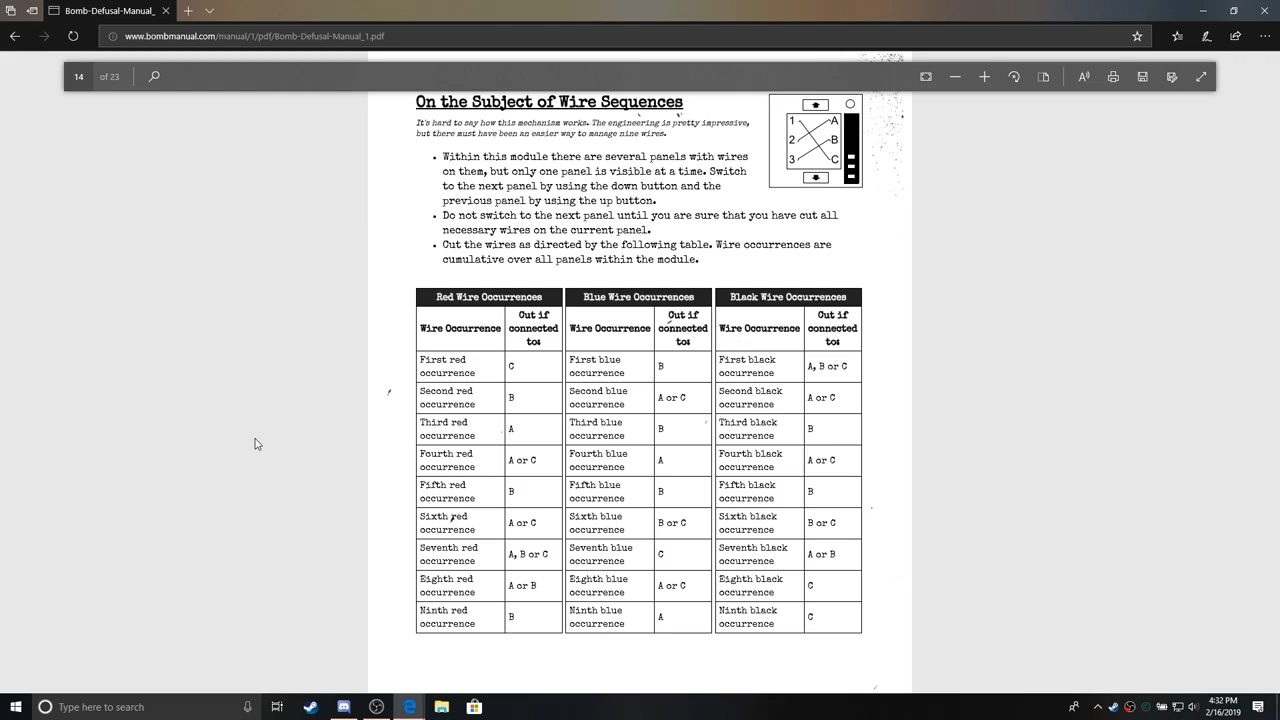 Bomb-Defusal-Manual_
www.bombmanual.com/manual/1/pdf/Bomb-Defusal-Manual_1.pdf
14 of 23
On the Subject of Wire Sequences
It's hard to say how this mechanism works. The engineering is pretty impressive,
but there must have been an easier way to manage nine wires.
1 A
2 B
3 C
• Within this module there are several panels with wires
on them, but only one panel is visible at a time. Switch
to the next panel by using the down button and the
previous panel by using the up button.
• Do not switch to the next panel until you are sure that you have cut all
necessary wires on the current panel.
• Cut the wires as directed by the following table. Wire occurrences are
cumulative over all panels within the module.
Red Wire Occurrences
Wire Occurrence Cut if connected to:
First red occurrence C
Second red occurrence B
Third red occurrence A
Fourth red occurrence A or C
Fifth red occurrence B
Sixth red occurrence A or C
Seventh red occurrence A, B or C
Eighth red occurrence A or B
Ninth red occurrence B
Blue Wire Occurrences
Wire Occurrence Cut if connected to:
First blue occurrence B
Second blue occurrence A or C
Third blue occurrence B
Fourth blue occurrence A
Fifth blue occurrence B
Sixth blue occurrence B or C
Seventh blue occurrence C
Eighth blue occurrence A or C
Ninth blue occurrence A
Black Wire Occurrences
Wire Occurrence Cut if connected to:
First black occurrence A, B or C
Second black occurrence A or C
Third black occurrence B
Fourth black occurrence A or C
Fifth black occurrence B
Sixth black occurrence B or C
Seventh black occurrence A or B
Eighth black occurrence C
Ninth black occurrence C
Type here to search
4:32 PM
2/16/2019